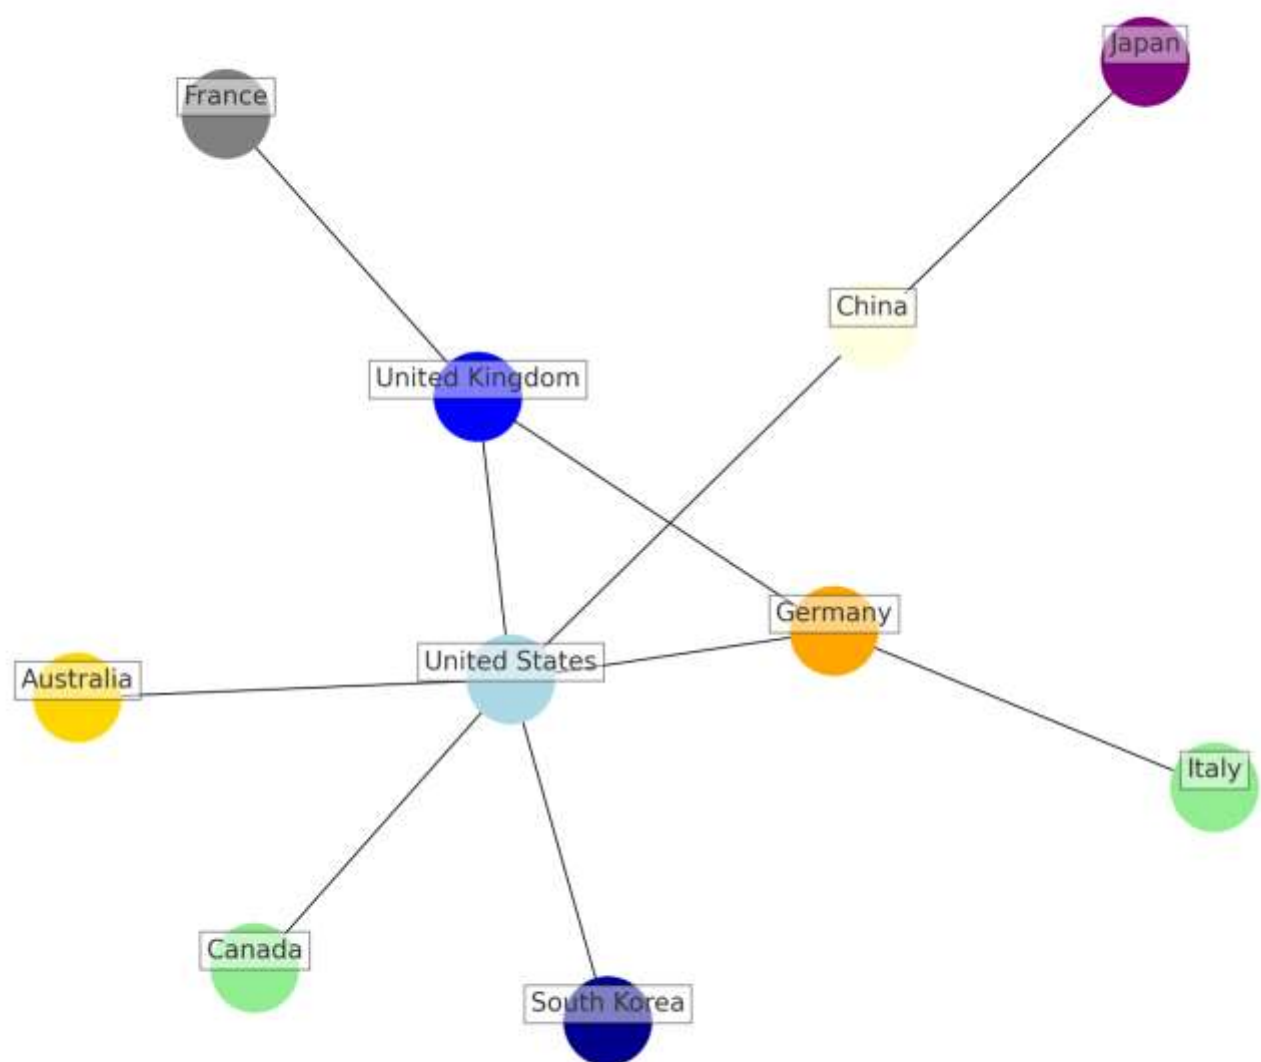 Japan
France
China
United Kingdom
Germany
United States
Australia
Italy
Canada
South Korea